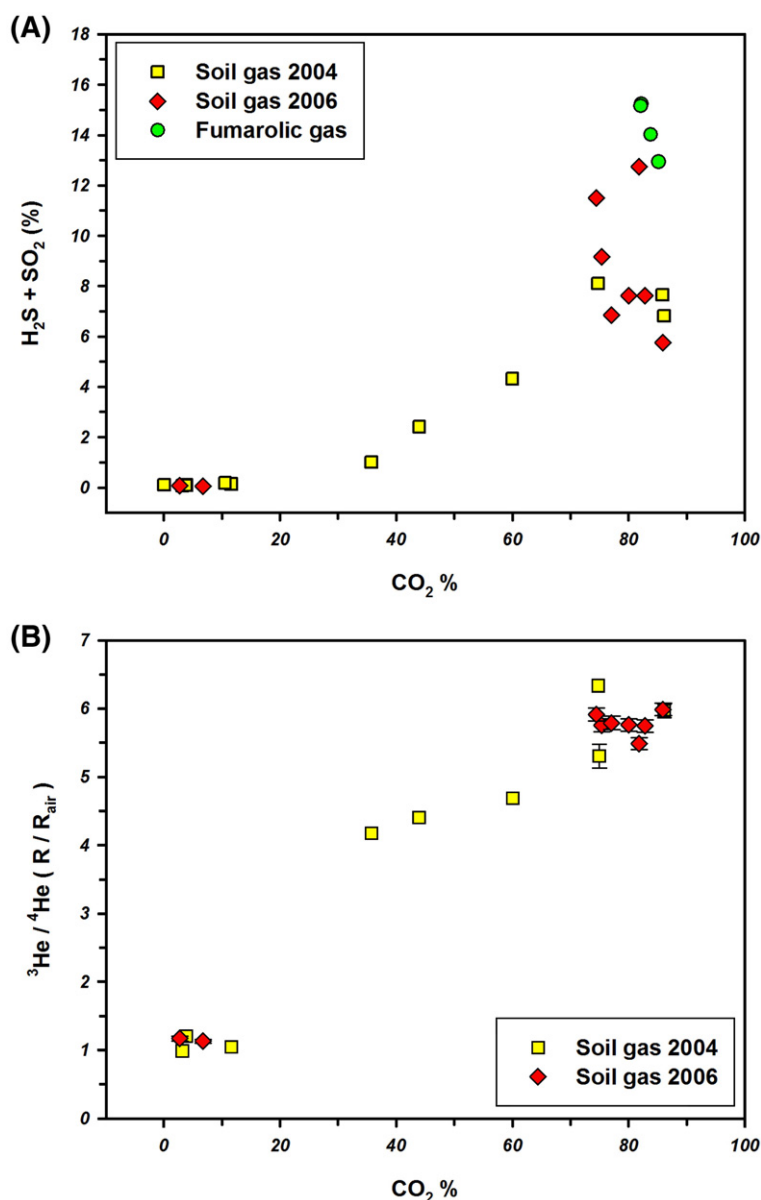 (A)
18
16
14
12
10
8
6
4
2
0
H₂S + SO₂ (%)
Soil gas 2004
Soil gas 2006
Fumarolic gas
0 20 40 60 80 100
CO₂ %
(B)
7
6
5
4
3
2
1
0
³He / ⁴He ( R / Rair)
Soil gas 2004
Soil gas 2006
0 20 40 60 80 100
CO₂ %